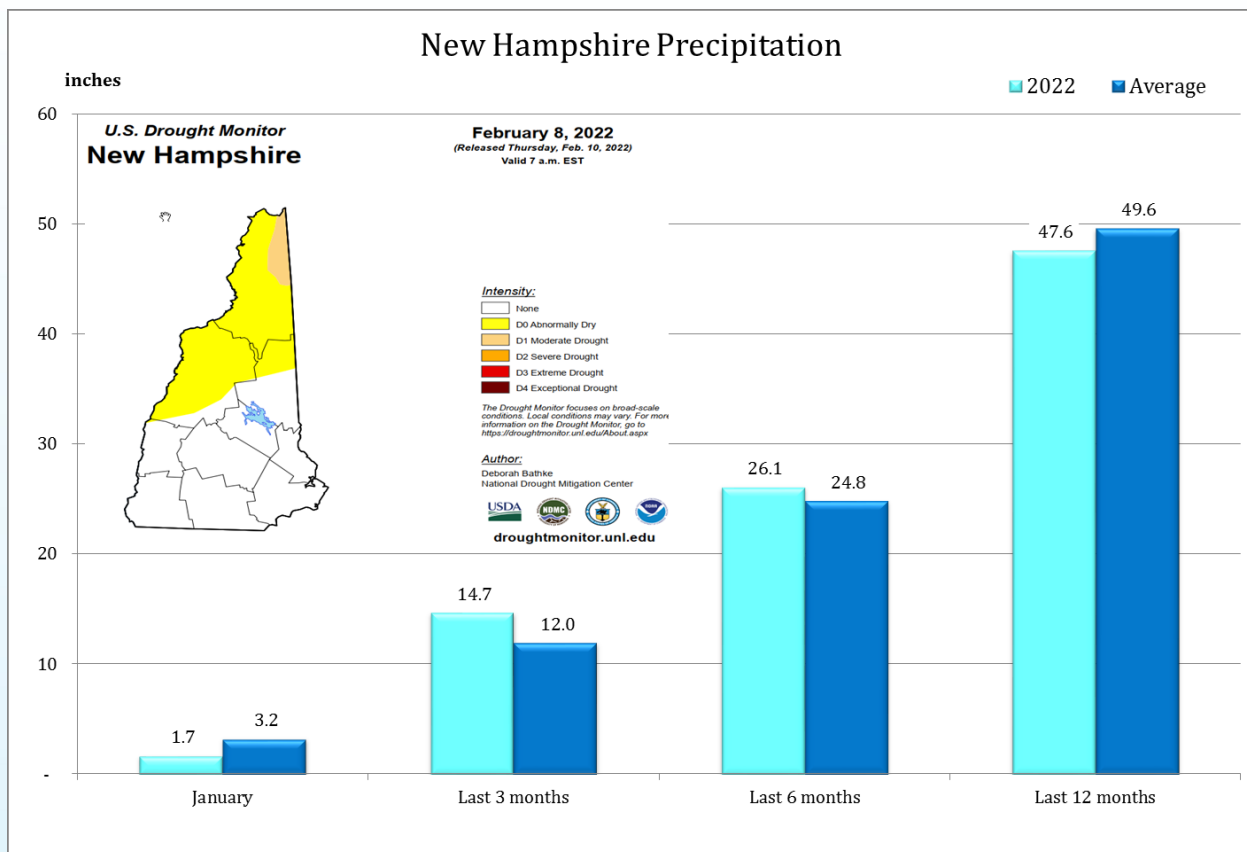 New Hampshire Precipitation
inches
2022
Average
60
50
40
30
20
10
-
U.S. Drought Monitor
New Hampshire
February 8, 2022
(Released Thursday, Feb. 10, 2022)
Valid 7 a.m. EST
Intensity:
None
D0 Abnormally Dry
D1 Moderate Drought
D2 Severe Drought
D3 Extreme Drought
D4 Exceptional Drought
The Drought Monitor focuses on broad-scale
conditions. Local conditions may vary. For more
information on the Drought Monitor, go to
https://droughtmonitor.unl.edu/About.aspx
Author:
Deborah Bathke
National Drought Mitigation Center
USDA
NDMC
droughtmonitor.unl.edu
1.7
3.2
14.7
12.0
26.1
24.8
47.6
49.6
January
Last 3 months
Last 6 months
Last 12 months